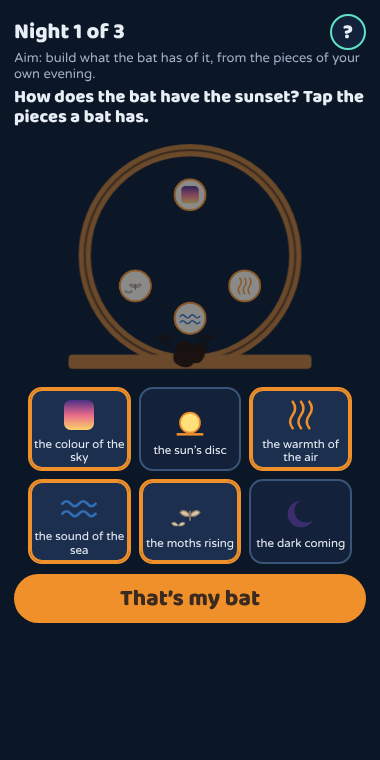 Night 1 of 3
?
Aim: build what the bat has of it, from the pieces of your
own evening.
How does the bat have the sunset? Tap the
pieces a bat has.
the colour of the
sky
the sun's disc
the warmth of
the air
the sound of the
sea
the moths rising
the dark coming
That's my bat